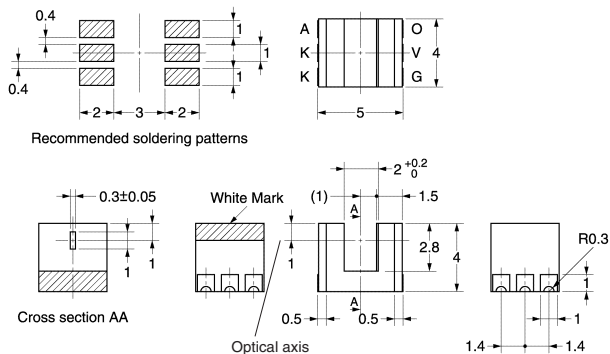 0.4
1
A
O
K
V
4
1
K
G
0.4
1
2
3
2
5
Recommended soldering patterns
2 +0.2 0
0.3±0.05
White Mark
(1)
1.5
A
R0.3
1
1
1
2.8
4
1
Cross section AA
A
0.5
0.5
1
Optical axis
1.4
1.4